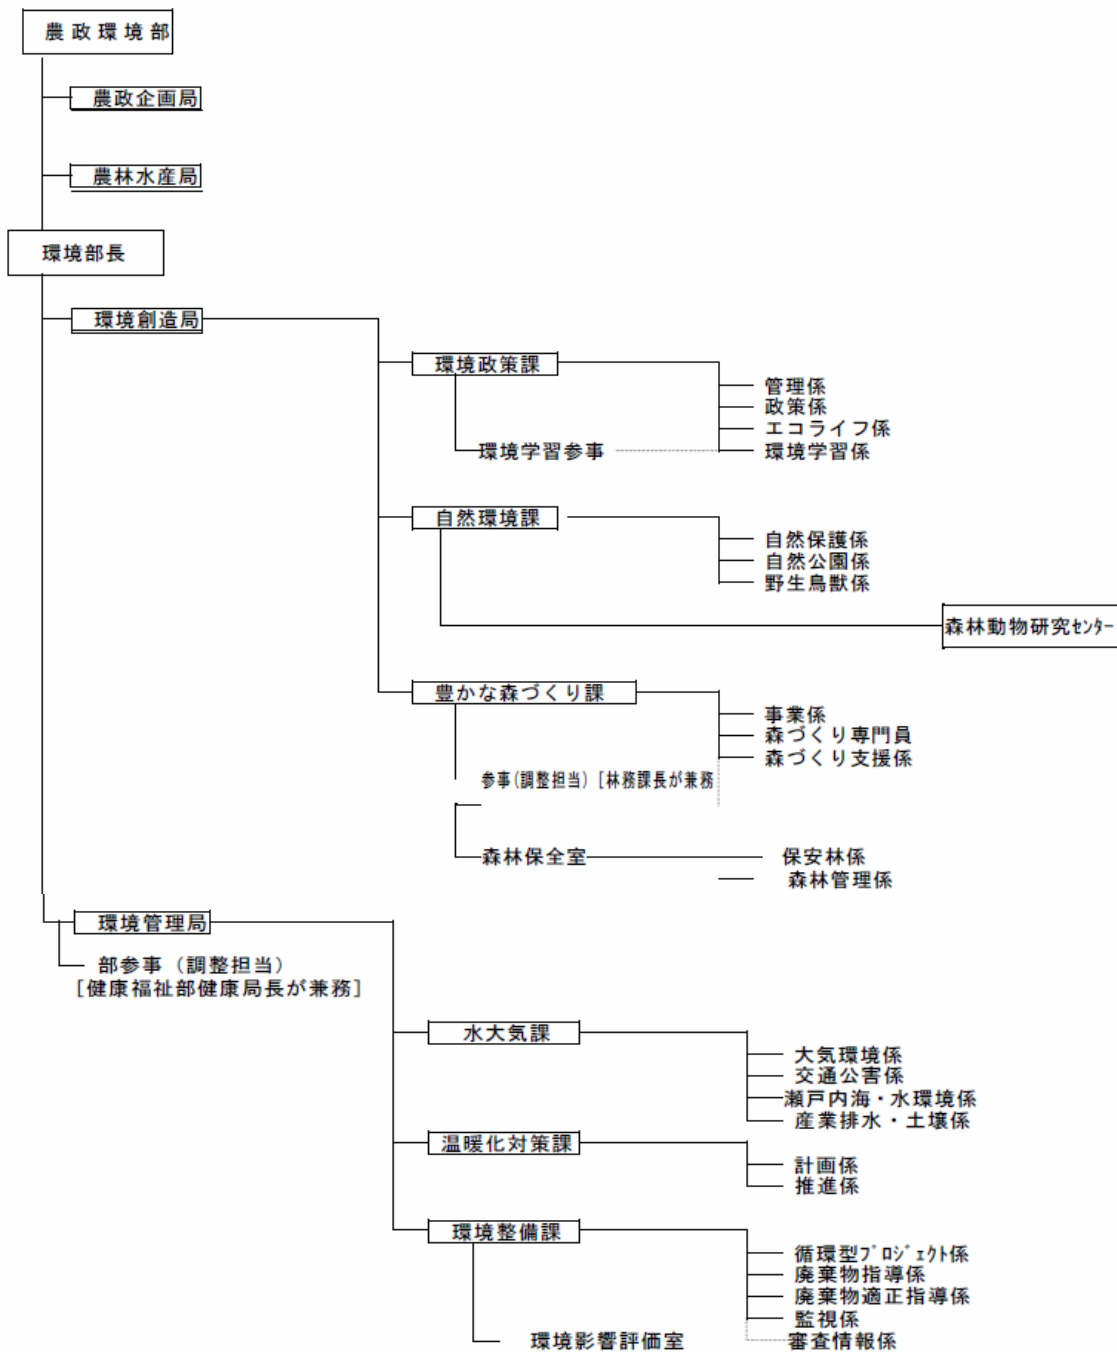 農政環境部
農政企画局
農林水産局
環境部長
環境創造局
環境政策課
管理係
政策係
エコライフ係
環境学習参事
環境学習係
自然環境課
自然保護係
自然公園係
野生鳥獣係
森林動物研究ｾﾝﾀｰ
豊かな森づくり課
事業係
森づくり専門員
森づくり支援係
参事(調整担当) [林務課長が兼務
森林保全室
保安林係
森林管理係
環境管理局
部参事（調整担当）
[健康福祉部健康局長が兼務]
水大気課
大気環境係
交通公害係
瀬戸内海・水環境係
産業排水・土壌係
温暖化対策課
計画係
推進係
環境整備課
循環型ﾌﾟﾛｼﾞｪｸﾄ係
廃棄物指導係
廃棄物適正指導係
監視係
環境影響評価室
審査情報係